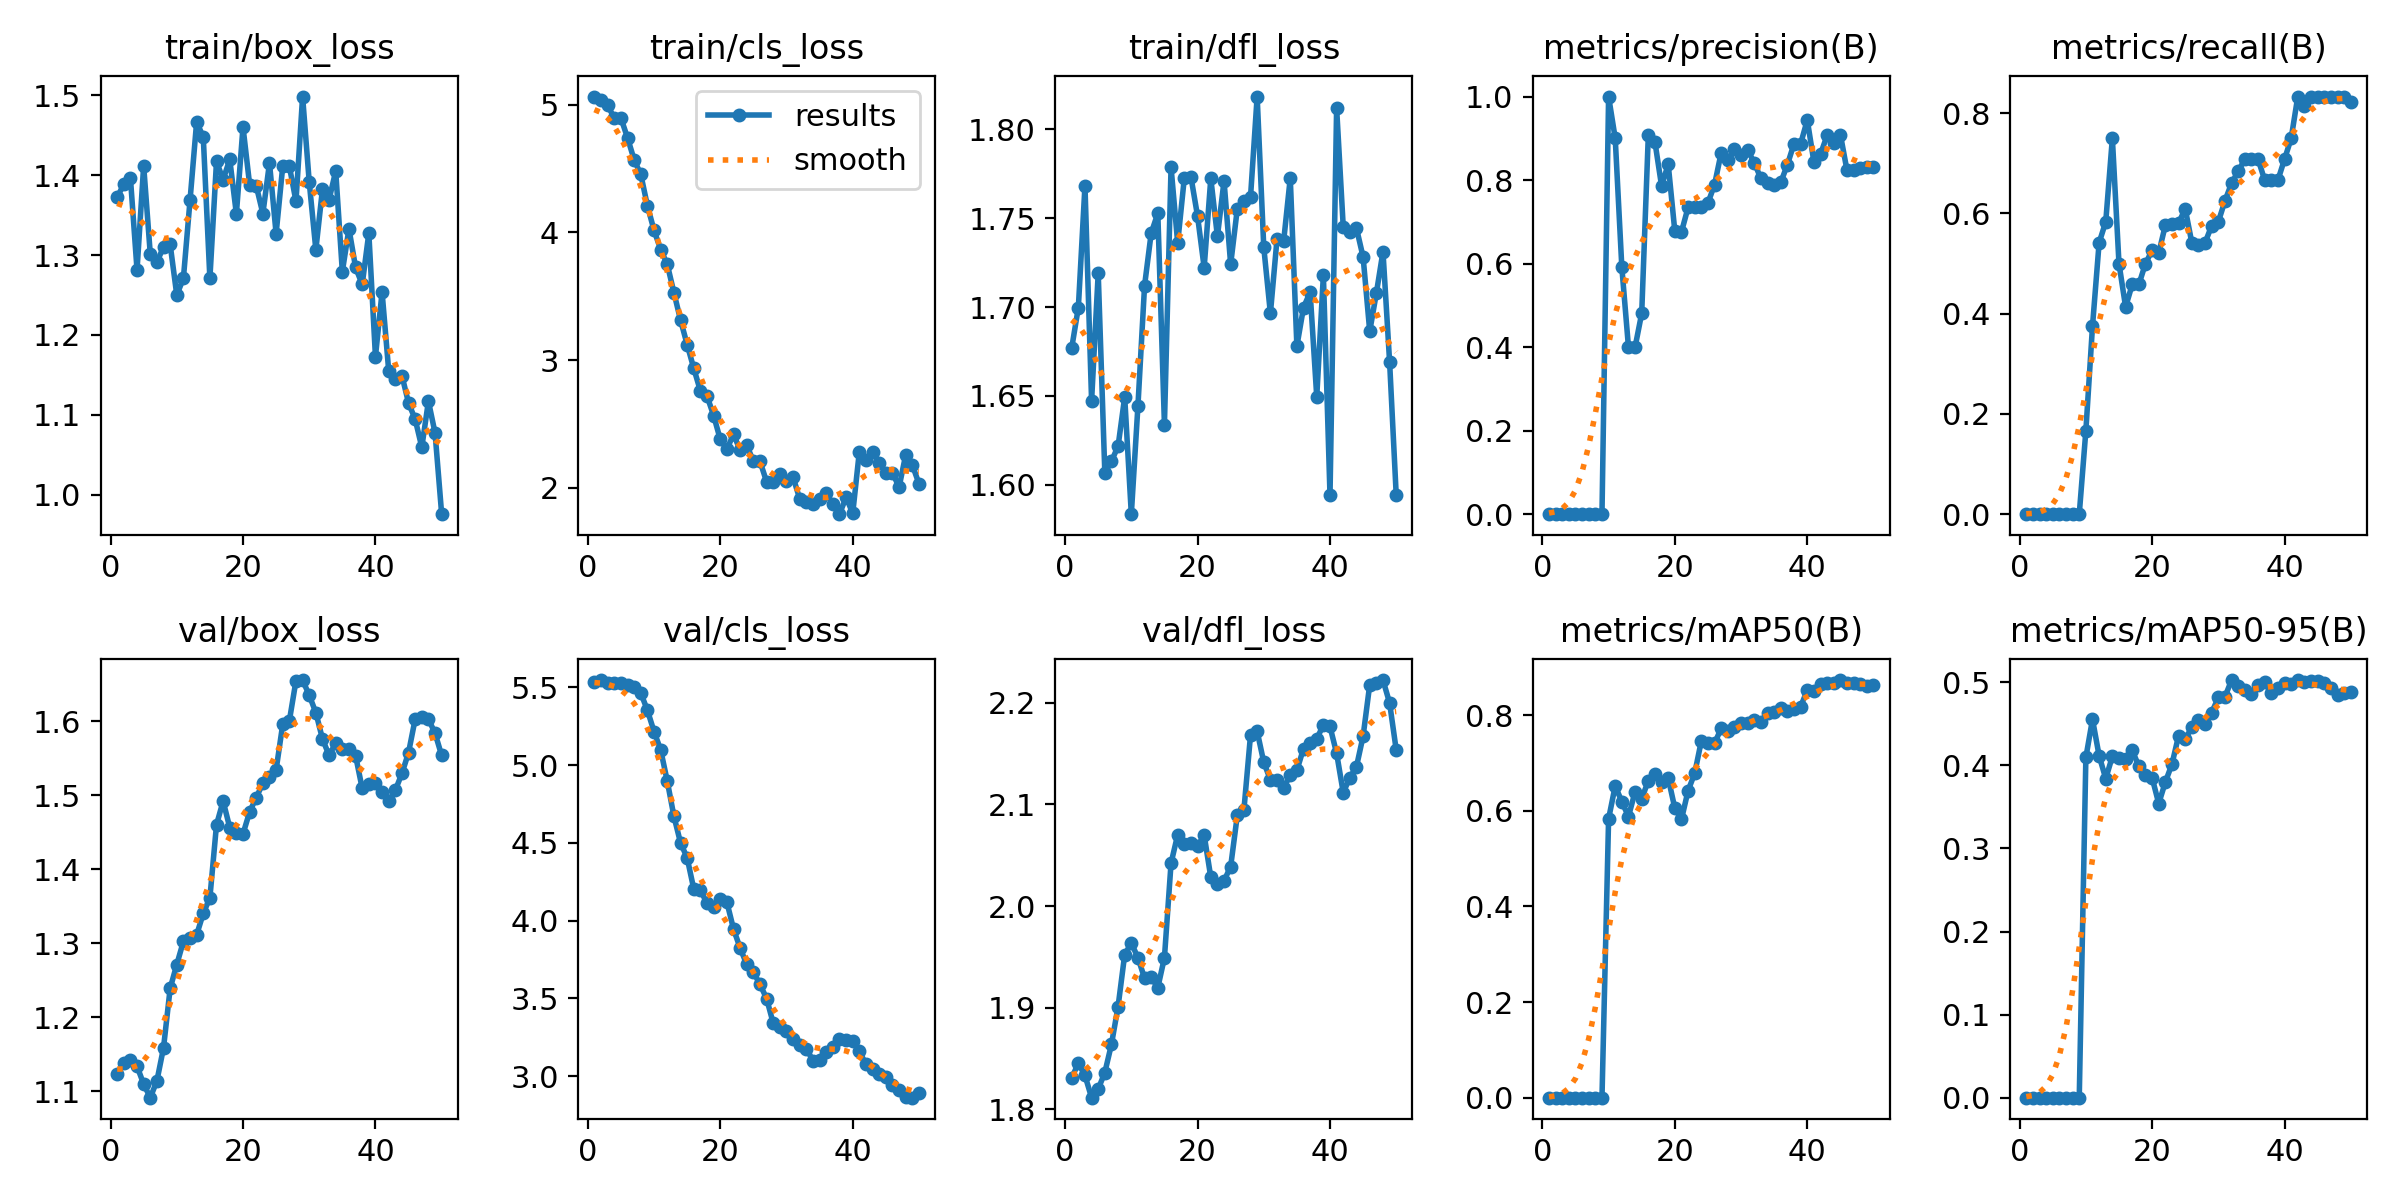 train/box_loss
train/cls_loss
train/dfl_loss
metrics/precision(B)
metrics/recall(B)
1.5
1.4
1.3
1.2
1.1
1.0
0 20 40
5
4
3
2
0 20 40
results
smooth
1.80
1.75
1.70
1.65
1.60
0 20 40
1.0
0.8
0.6
0.4
0.2
0.0
0 20 40
0.8
0.6
0.4
0.2
0.0
0 20 40
val/box_loss
val/cls_loss
val/dfl_loss
metrics/mAP50(B)
metrics/mAP50-95(B)
1.6
1.5
1.4
1.3
1.2
1.1
0 20 40
5.5
5.0
4.5
4.0
3.5
3.0
0 20 40
2.2
2.1
2.0
1.9
1.8
0 20 40
0.8
0.6
0.4
0.2
0.0
0 20 40
0.5
0.4
0.3
0.2
0.1
0.0
0 20 40